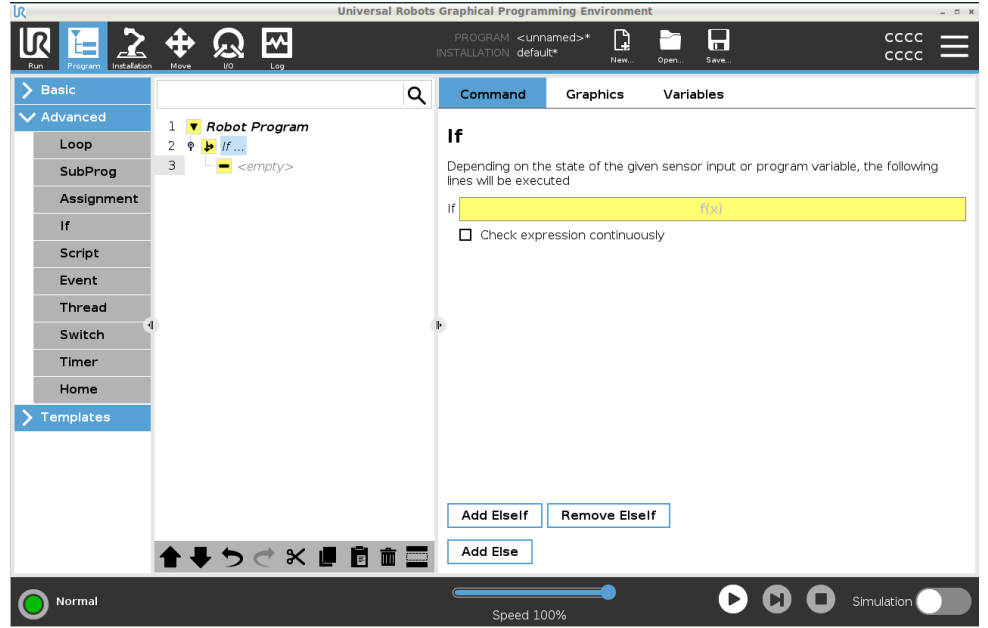 Universal Robots Graphical Programming Environment
UR
Run
Program
Installation
Move
I/O
Log
PROGRAM <unnamed>*
INSTALLATION default*
New...
Open...
Save...
cccc
cccc
Basic
Advanced
Loop
SubProg
Assignment
If
Script
Event
Thread
Switch
Timer
Home
Templates
1 Robot Program
2 If ...
3 <empty>
Command Graphics Variables
If
Depending on the state of the given sensor input or program variable, the following
lines will be executed
If f(x)
Check expression continuously
Add ElseIf Remove ElseIf
Add Else
Normal
Speed 100%
Simulation